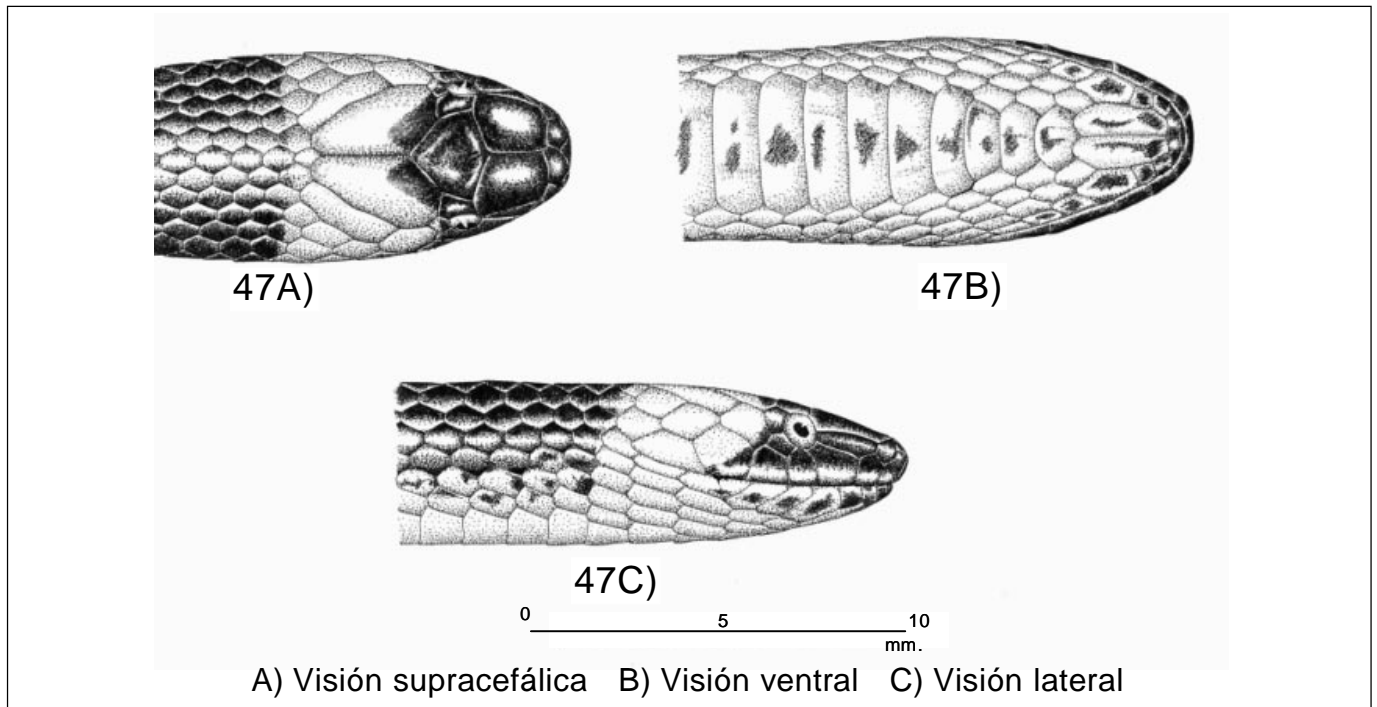 47A)
47B)
47C)
0 5 10
mm.
A) Visión supracefálica B) Visión ventral C) Visión lateral